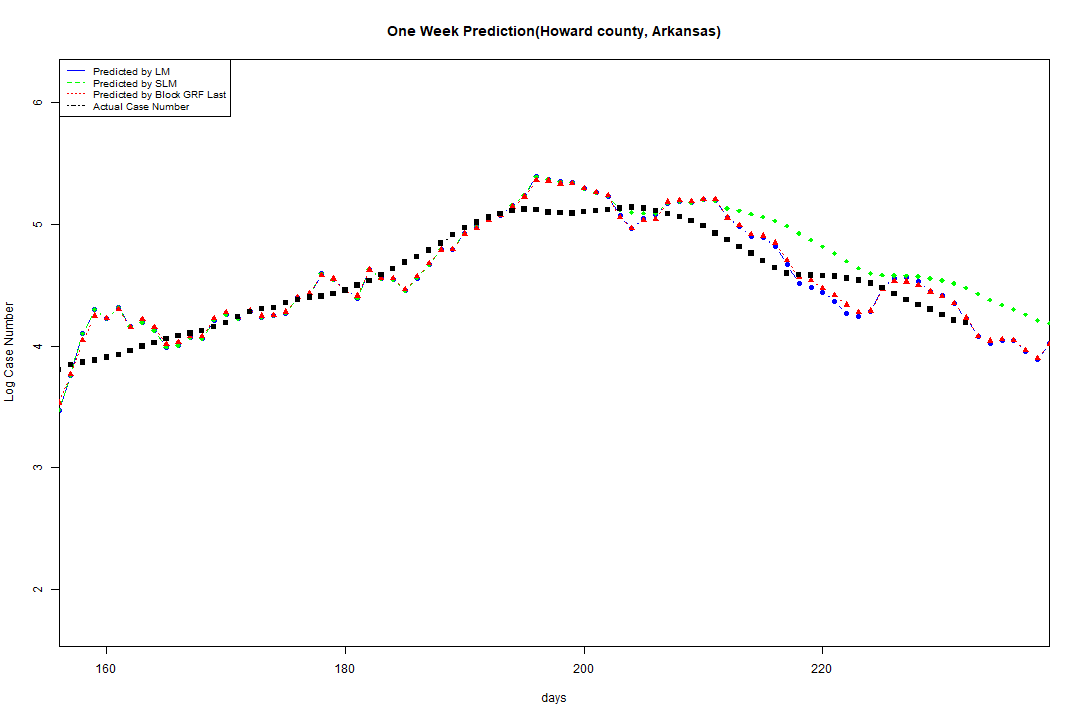 One Week Prediction(Howard county, Arkansas)
Predicted by LM
Predicted by SLM
Predicted by Block GRF Last
Actual Case Number
6
5
4
3
2
Log Case Number
160 180 200 220
days